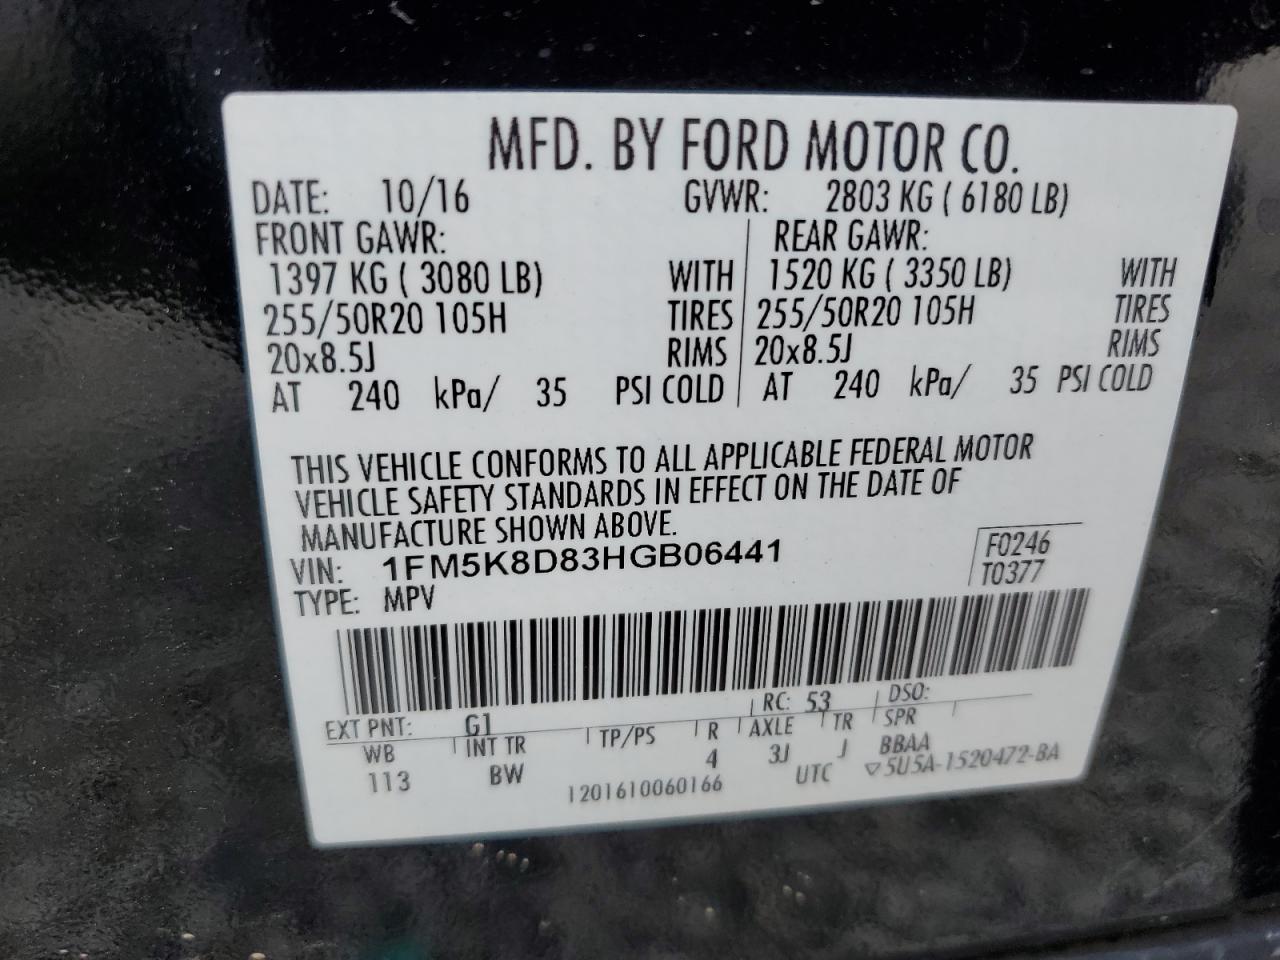 MFD. BY FORD MOTOR CO.
DATE: 10/16 GVWR: 2803 KG ( 6180 LB)
FRONT GAWR: REAR GAWR:
1397 KG ( 3080 LB) WITH 1520 KG ( 3350 LB) WITH
255/50R20 105H TIRES 255/50R20 105H TIRES
20x8.5J RIMS 20x8.5J RIMS
AT 240 kPa/ 35 PSI COLD AT 240 kPa/ 35 PSI COLD
THIS VEHICLE CONFORMS TO ALL APPLICABLE FEDERAL MOTOR
VEHICLE SAFETY STANDARDS IN EFFECT ON THE DATE OF
MANUFACTURE SHOWN ABOVE.
VIN: 1FM5K8D83HGB06441 F0246
TYPE: MPV T0377
EXT PNT: G1 RC: 53 DSO:
WB INT TR TP/PS R AXLE TR SPR
113 BW 4 3J J BBAA
1201610060166 UTC ▽5U5A-1520472-BA